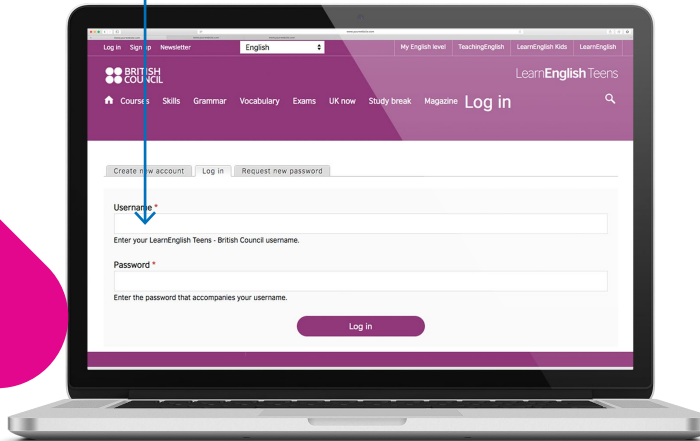 Log in Sign up Newsletter English My English level TeachingEnglish LearnEnglish Kids LearnEnglish
BRITISH
COUNCIL
LearnEnglish Teens
Courses Skills Grammar Vocabulary Exams UK now Study break Magazine Log in
Create new account Log in Request new password
Username *
Enter your LearnEnglish Teens - British Council username.
Password *
Enter the password that accompanies your username.
Log in